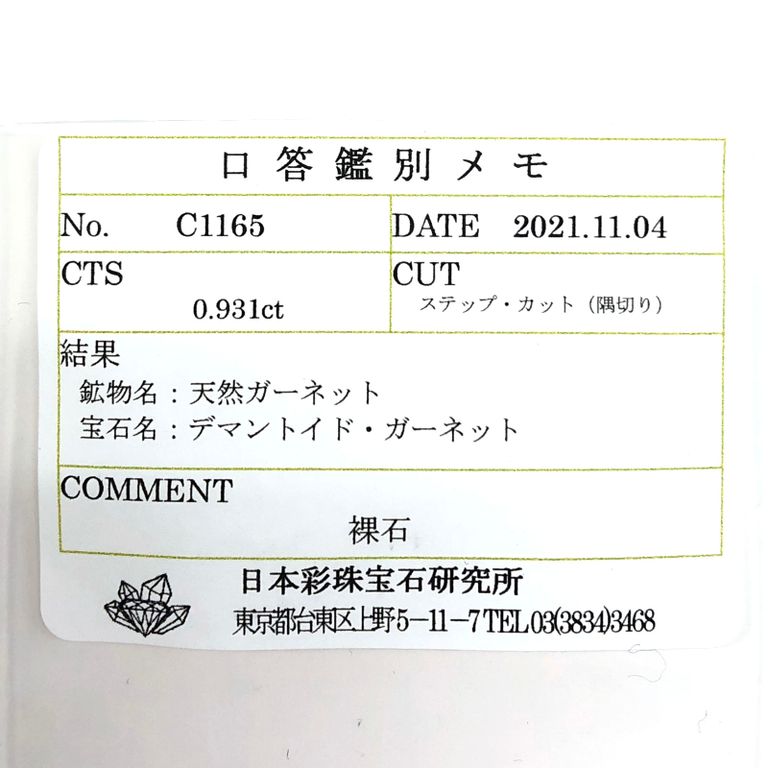 口答鑑別メモ
No. C1165 DATE 2021.11.04
CTS CUT
0.931ct ステップ・カット（隅切り）
結果
鉱物名：天然ガーネット
宝石名：デマントイド・ガーネット
COMMENT
裸石
日本彩珠宝石研究所
東京都台東区上野5－11－7 TEL03(3834)3468